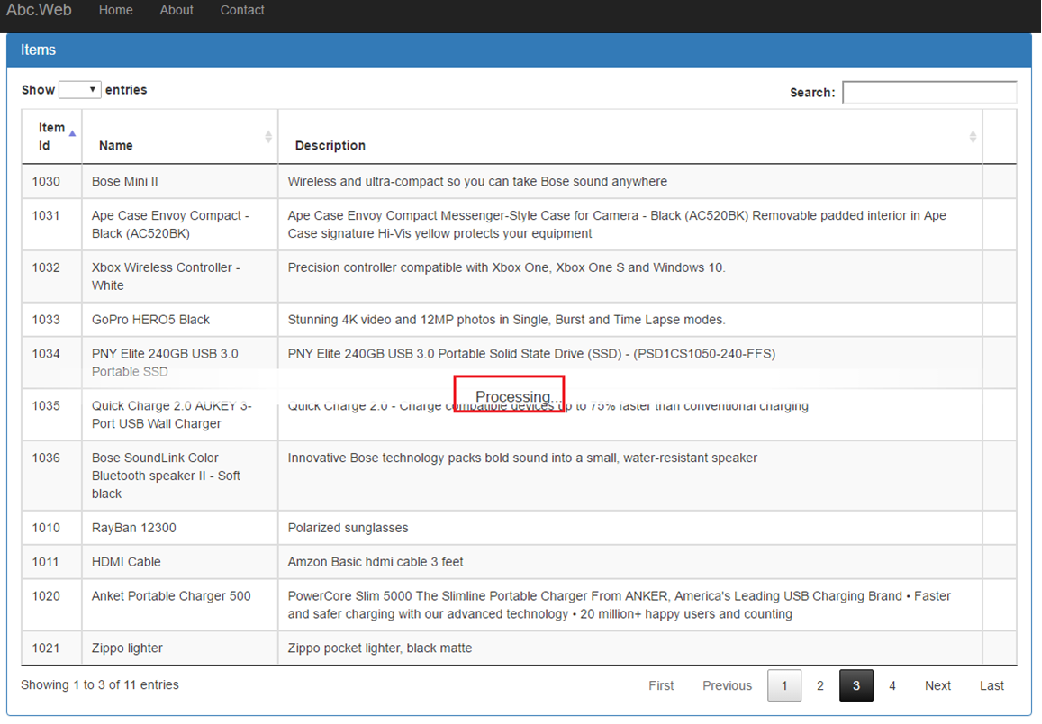 Abc.Web Home About Contact
Items
Show entries
Search:
Item
Id Name Description
1030 Bose Mini II Wireless and ultra-compact so you can take Bose sound anywhere
1031 Ape Case Envoy Compact - Ape Case Envoy Compact Messenger-Style Case for Camera - Black (AC520BK) Removable padded interior in Ape
Black (AC520BK) Case signature Hi-Vis yellow protects your equipment
1032 Xbox Wireless Controller - Precision controller compatible with Xbox One, Xbox One S and Windows 10.
White
1033 GoPro HERO5 Black Stunning 4K video and 12MP photos in Single, Burst and Time Lapse modes.
1034 PNY Elite 240GB USB 3.0 PNY Elite 240GB USB 3.0 Portable Solid State Drive (SSD) - (PSD1CS1050-240-FFS)
Portable SSD
Processing...
1035 Quick Charge 2.0 AUKEY 3- Quick Charge 2.0 - Charge compatible devices up to 75% faster than conventional charging
Port USB Wall Charger
1036 Bose SoundLink Color Innovative Bose technology packs bold sound into a small, water-resistant speaker
Bluetooth speaker II - Soft
black
1010 RayBan 12300 Polarized sunglasses
1011 HDMI Cable Amzon Basic hdmi cable 3 feet
1020 Anket Portable Charger 500 PowerCore Slim 5000 The Slimline Portable Charger From ANKER, America's Leading USB Charging Brand • Faster
and safer charging with our advanced technology • 20 million+ happy users and counting
1021 Zippo lighter Zippo pocket lighter, black matte
Showing 1 to 3 of 11 entries First Previous 1 2 3 4 Next Last